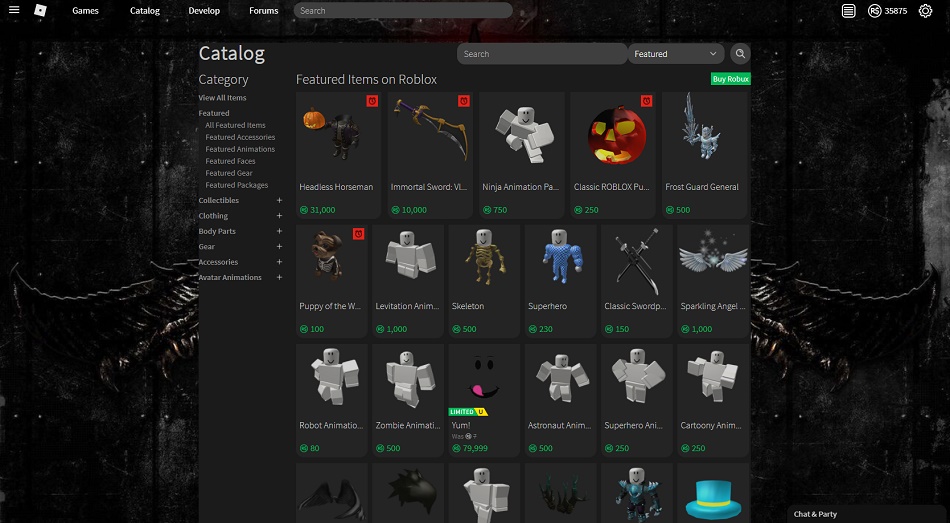 Games Catalog Develop Forums Search R$ 35875
Catalog Search Featured
Category Featured Items on Roblox Buy Robux
View All Items
Featured
All Featured Items
Featured Accessories
Featured Animations
Featured Faces
Featured Gear
Featured Packages
Collectibles +
Clothing +
Body Parts +
Gear +
Accessories +
Avatar Animations +
Headless Horseman Immortal Sword: Vi... Ninja Animation Pa... Classic ROBLOX Pu... Frost Guard General
31,000 10,000 750 250 500
Puppy of the W... Levitation Anim... Skeleton Superhero Classic Swordp... Sparkling Angel ...
100 1,000 500 230 150 1,000
LIMITED U
Robot Animatio... Zombie Animati... Yum! Astronaut Anim... Superhero Ani... Cartoony Anim...
Was
80 500 79,999 500 250 250
Chat & Party